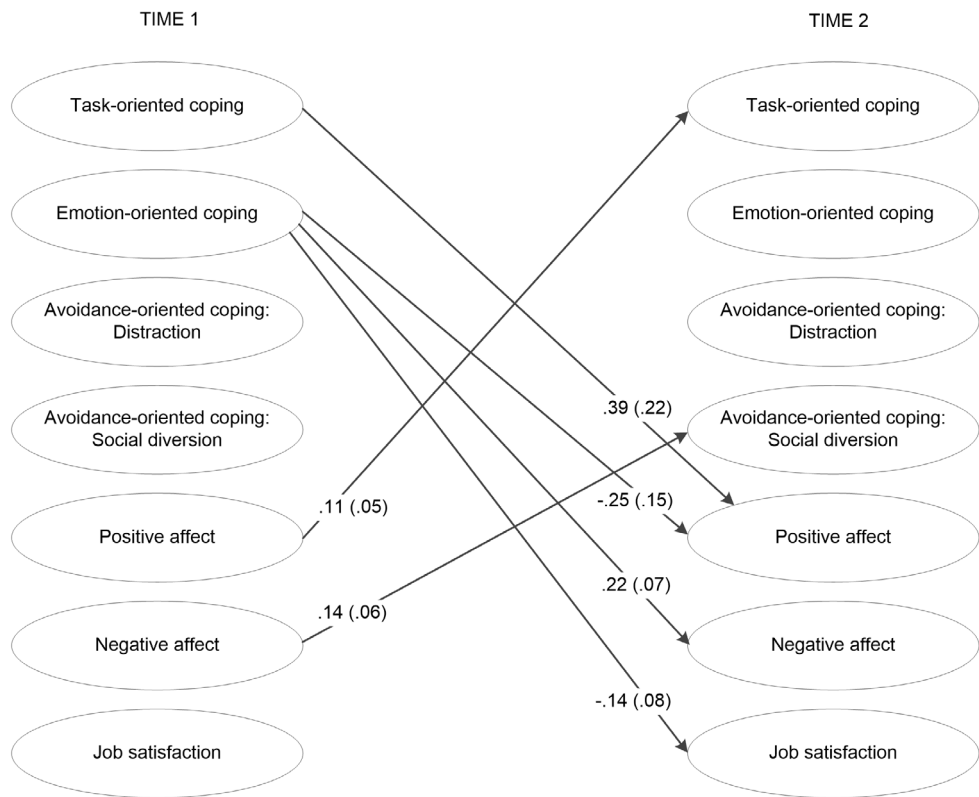 TIME 1
TIME 2
Task-oriented coping
Task-oriented coping
Emotion-oriented coping
Emotion-oriented coping
Avoidance-oriented coping:
Distraction
Avoidance-oriented coping:
Distraction
.39 (.22)
Avoidance-oriented coping:
Social diversion
Avoidance-oriented coping:
Social diversion
-.25 (.15)
.11 (.05)
Positive affect
Positive affect
.22 (.07)
.14 (.06)
Negative affect
Negative affect
-.14 (.08)
Job satisfaction
Job satisfaction